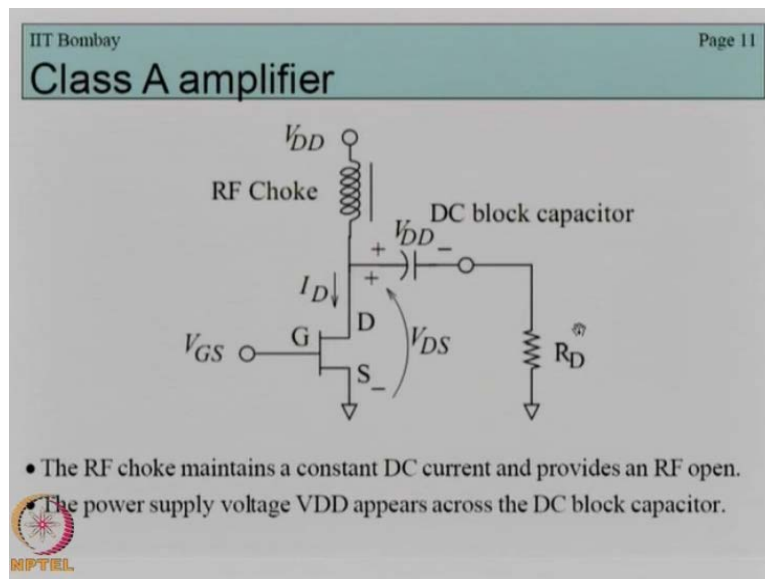 IIT Bombay Page 11
Class A amplifier
VDD
RF Choke
DC block capacitor
VDD
+ −
+
ID
D
G
VGS
VDS
RD
S
−
• The RF choke maintains a constant DC current and provides an RF open.
• The power supply voltage VDD appears across the DC block capacitor.
NPTEL